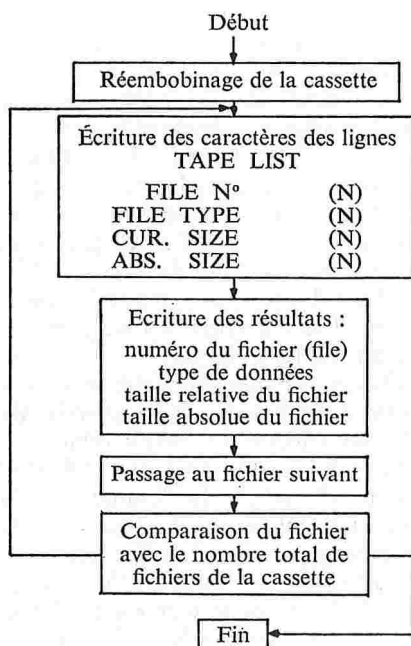 Début
Réembobinage de la cassette
Écriture des caractères des lignes
TAPE LIST
FILE Nº (N)
FILE TYPE (N)
CUR. SIZE (N)
ABS. SIZE (N)
Ecriture des résultats :
numéro du fichier (file)
type de données
taille relative du fichier
taille absolue du fichier
Passage au fichier suivant
Comparaison du fichier
avec le nombre total de
fichiers de la cassette
Fin